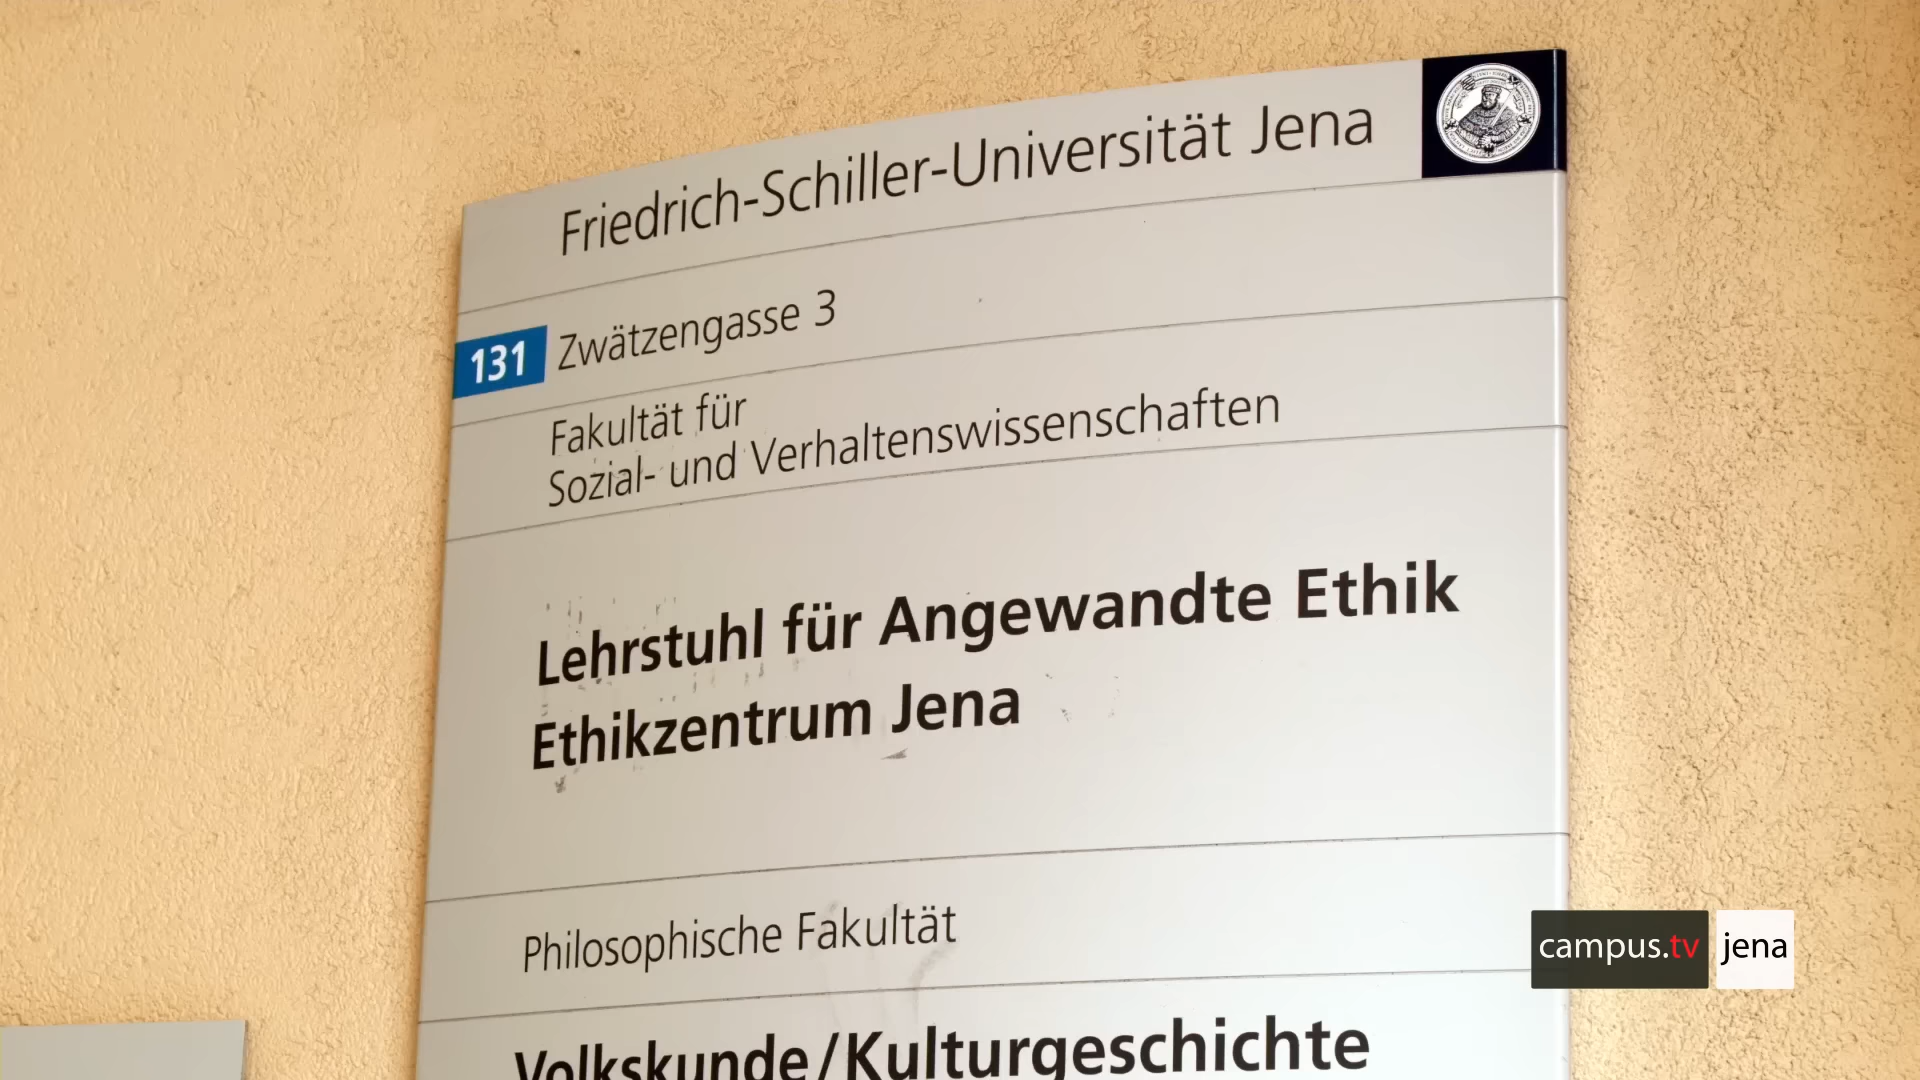 Friedrich-Schiller-Universität Jena
131 Zwätzengasse 3
Fakultät für
Sozial- und Verhaltenswissenschaften
Lehrstuhl für Angewandte Ethik
Ethikzentrum Jena
Philosophische Fakultät
campus.tv jena
Volkskunde/Kulturgeschichte